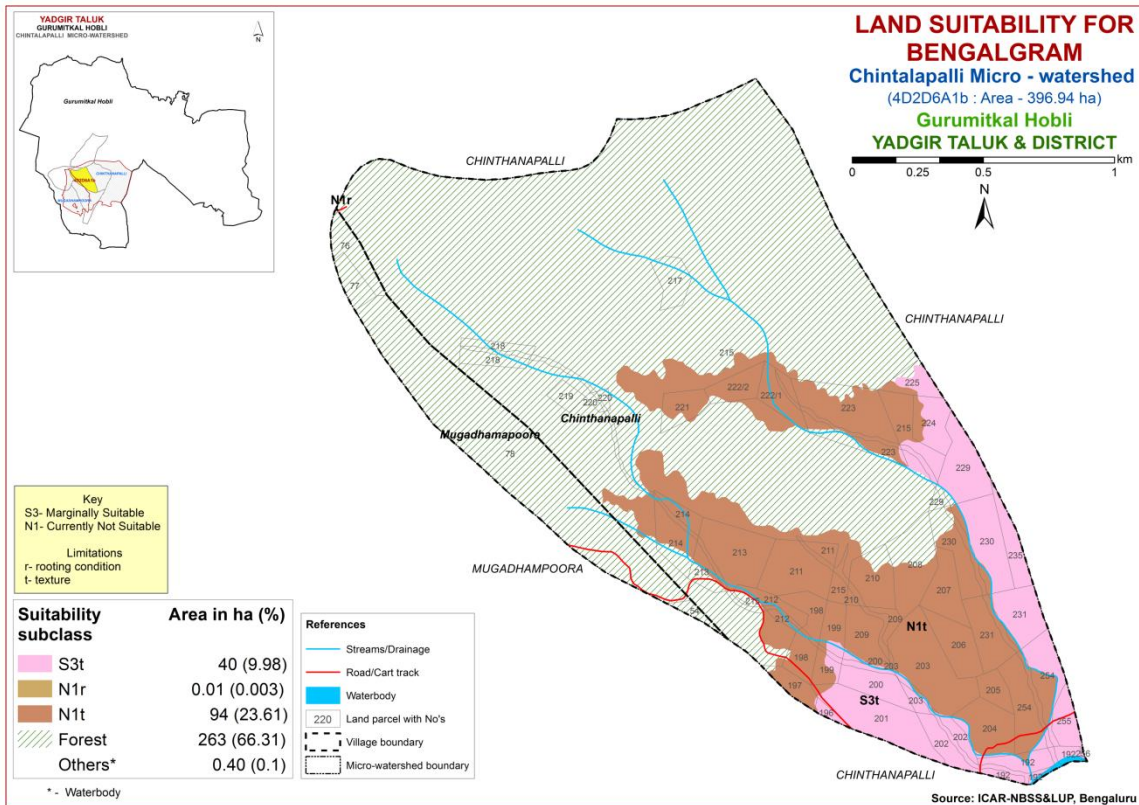 YADGIR TALUK
GURUMITKAL HOBLI
CHINTALAPALLI MICRO-WATERSHED
N
Gurumitkal Hobli
CHINTHANAPALLI
LAND SUITABILITY FOR
BENGALGRAM
Chintalapalli Micro - watershed
(4D2D6A1b : Area - 396.94 ha)
Gurumitkal Hobli
YADGIR TALUK & DISTRICT
km
0 0.25 0.5 1
N
CHINTHANAPALLI
N1r
76
77
217
CHINTHANAPALLI
218
218
215
219
220
220
222/2
222/1
221
223
225
215
224
Chinthanapalli
Mugadhamapoora
78
223
229
229
214
214
213
211
211
210
208
230
230
235
MUGADHAMPOORA
213
215
212
212
54
198
215
210
209
209
207
231
231
N1t
206
199
198
199
197
196
200
203
203
200
S3t
201
203
202
202
205
204
254
254
255
192
192
192
CHINTHANAPALLI
Key
S3- Marginally Suitable
N1- Currently Not Suitable
Limitations
r- rooting condition
t- texture
Suitability subclass Area in ha (%)
S3t 40 (9.98)
N1r 0.01 (0.003)
N1t 94 (23.61)
Forest 263 (66.31)
Others* 0.40 (0.1)
* - Waterbody
References
Streams/Drainage
Road/Cart track
Waterbody
220 Land parcel with No's
Village boundary
Micro-watershed boundary
Source: ICAR-NBSS&LUP, Bengaluru